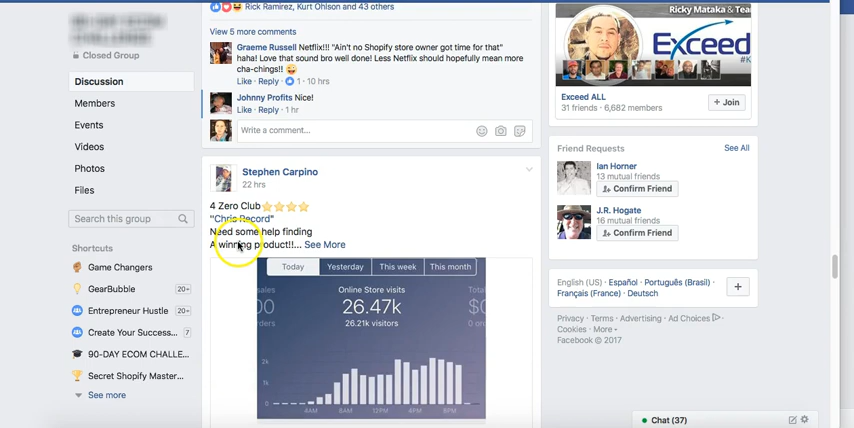 Closed Group
Discussion
Members
Events
Videos
Photos
Files
Search this group
Shortcuts
Game Changers
GearBubble 20+
Entrepreneur Hustle 20+
Create Your Success... 7
90-DAY ECOM CHALLE...
Secret Shopify Master...
See more
Rick Ramirez, Kurt Ohlson and 43 others
View 5 more comments
Graeme Russell Netflix!!! "Ain't no Shopify store owner got time for that"
haha! Love that sound bro well done! Less Netflix should hopefully mean more
cha-chings!! 😜
Like · Reply · 1 · 10 hrs
Johnny Profits Nice!
Like · Reply · 1 hr
Write a comment...
Stephen Carpino
22 hrs
4 Zero Club⭐⭐⭐⭐
"Chris Record"
Need some help finding
A winning product!!... See More
Today Yesterday This week This month
sales Online Store visits Tota
00 26.47k $0
orders 26.21k visitors
2k
1k
0
4AM 8AM 12PM 4PM 8PM
Ricky Mataka & Tea
Exceed
Exceed ALL
31 friends · 6,682 members
+ Join
Friend Requests See All
Ian Horner
13 mutual friends
Confirm Friend
J.R. Hogate
16 mutual friends
Confirm Friend
English (US) · Español · Português (Brasil) ·
Français (France) · Deutsch
+
Privacy · Terms · Advertising · Ad Choices ·
Cookies · More
Facebook © 2017
Chat (37)